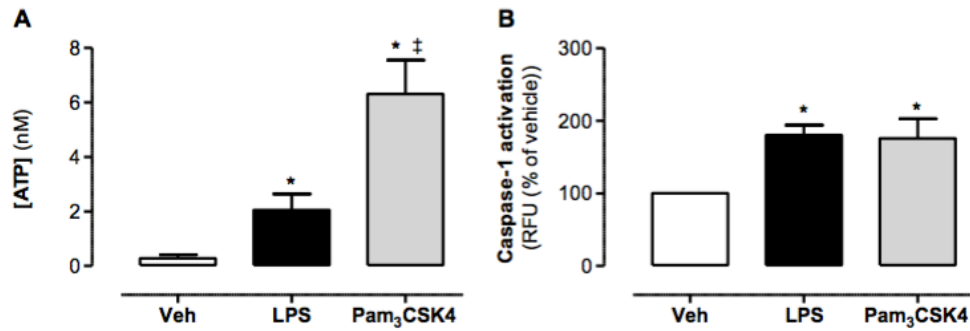 A
[ATP] (nM)
8
6
4
2
0
*
* ‡
Veh
LPS
Pam₃CSK4
B
Caspase-1 activation
(RFU (% of vehicle))
300
200
100
0
*
*
Veh
LPS
Pam₃CSK4